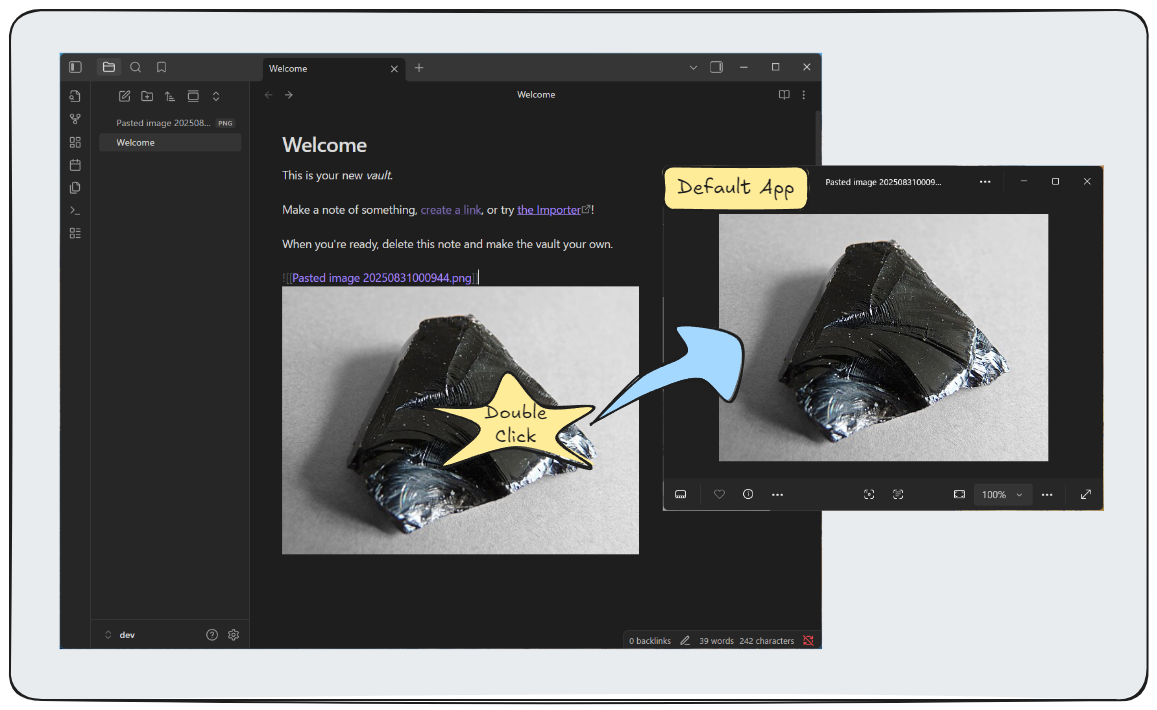 Welcome
Welcome
Pasted image 202508... PNG
Welcome
Welcome
This is your new vault.
Make a note of something, create a link, or try the Importer!
When you're ready, delete this note and make the vault your own.
![[Pasted image 20250831000944.png]]
Double
Click
dev
0 backlinks
39 words
242 characters
Default App
Pasted image 202508310009...
100%